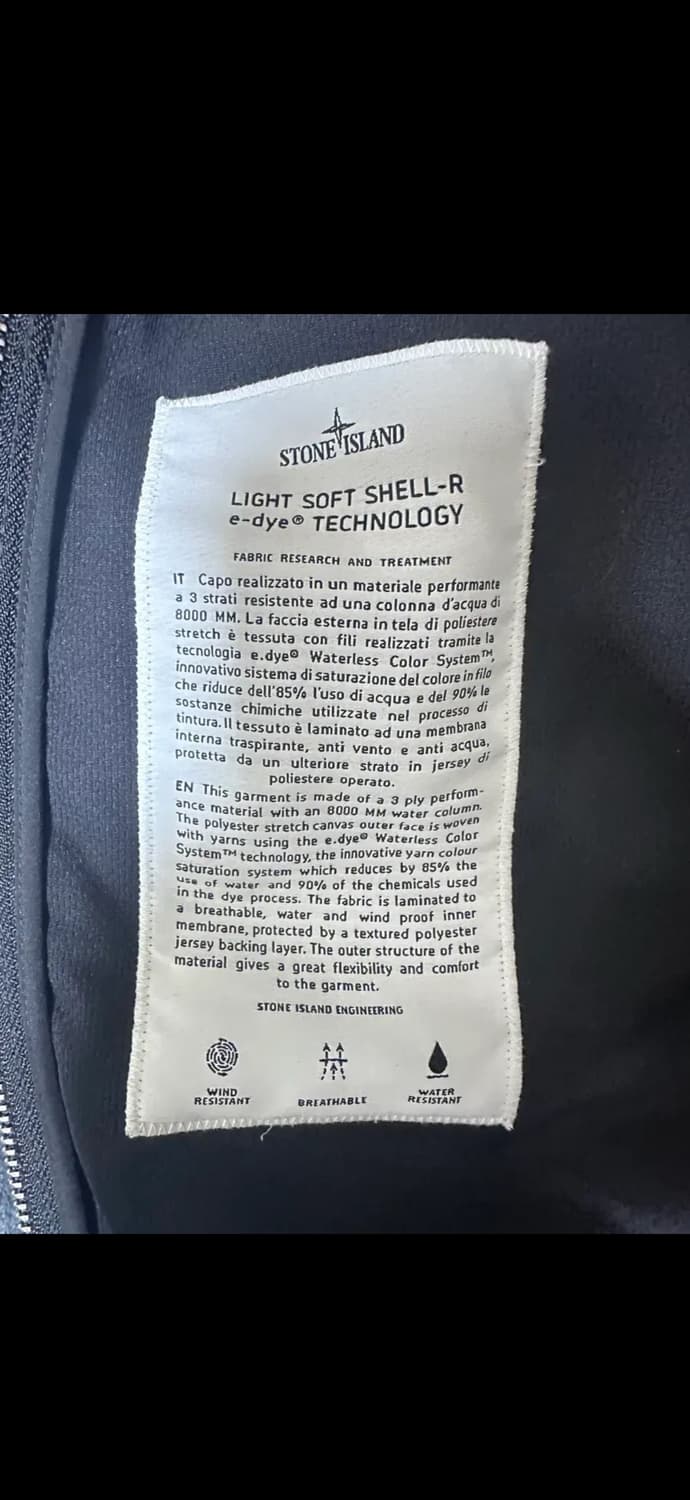 STONE ISLAND
LIGHT SOFT SHELL-R
e-dye® TECHNOLOGY
FABRIC RESEARCH AND TREATMENT
IT Capo realizzato in un materiale performante
a 3 strati resistente ad una colonna d'acqua di
8000 MM. La faccia esterna in tela di poliestere
stretch è tessuta con fili realizzati tramite la
tecnologia e.dye® Waterless Color System™,
innovativo sistema di saturazione del colore in filo
che riduce dell'85% l'uso di acqua e del 90% le
sostanze chimiche utilizzate nel processo di
tintura. Il tessuto è laminato ad una membrana
interna traspirante, anti vento e anti acqua,
protetta da un ulteriore strato in jersey di
poliestere operato.
EN This garment is made of a 3 ply perform-
ance material with an 8000 MM water column.
The polyester stretch canvas outer face is woven
with yarns using the e.dye® Waterless Color
System™ technology, the innovative yarn colour
saturation system which reduces by 85% the
use of water and 90% of the chemicals used
in the dye process. The fabric is laminated to
a breathable, water and wind proof inner
membrane, protected by a textured polyester
jersey backing layer. The outer structure of the
material gives a great flexibility and comfort
to the garment.
STONE ISLAND ENGINEERING
WIND
RESISTANT
BREATHABLE
WATER
RESISTANT